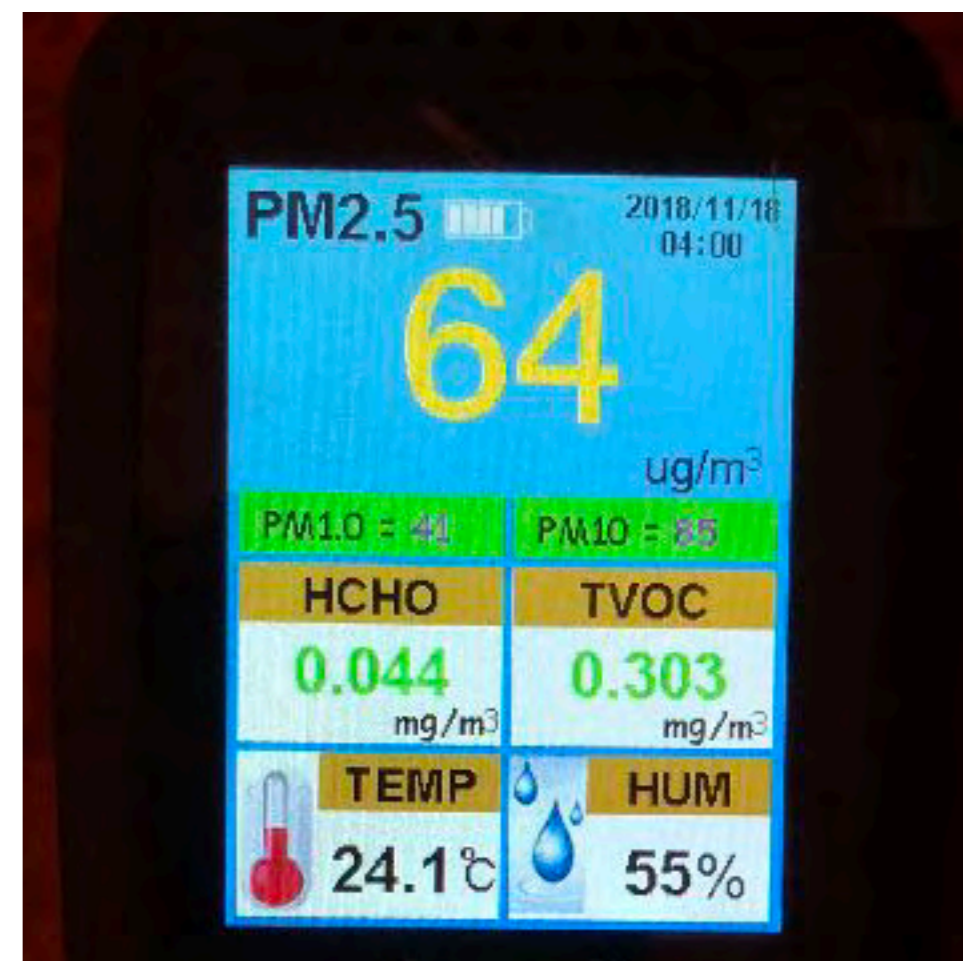 PM2.5 2018/11/18
04:00
64
ug/m³
PM1.0 = 41 PM10 = 85
HCHO TVOC
0.044 0.303
mg/m³ mg/m³
TEMP HUM
24.1℃ 55%